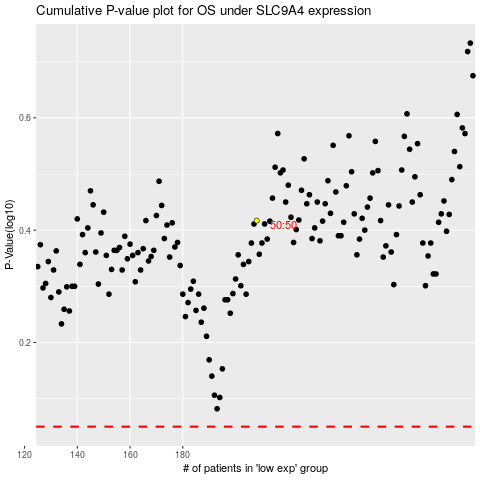 Cumulative P-value plot for OS under SLC9A4 expression
P-Value(log10)
0.6
0.4
0.2
50:50
120 140 160 180
# of patients in 'low exp' group